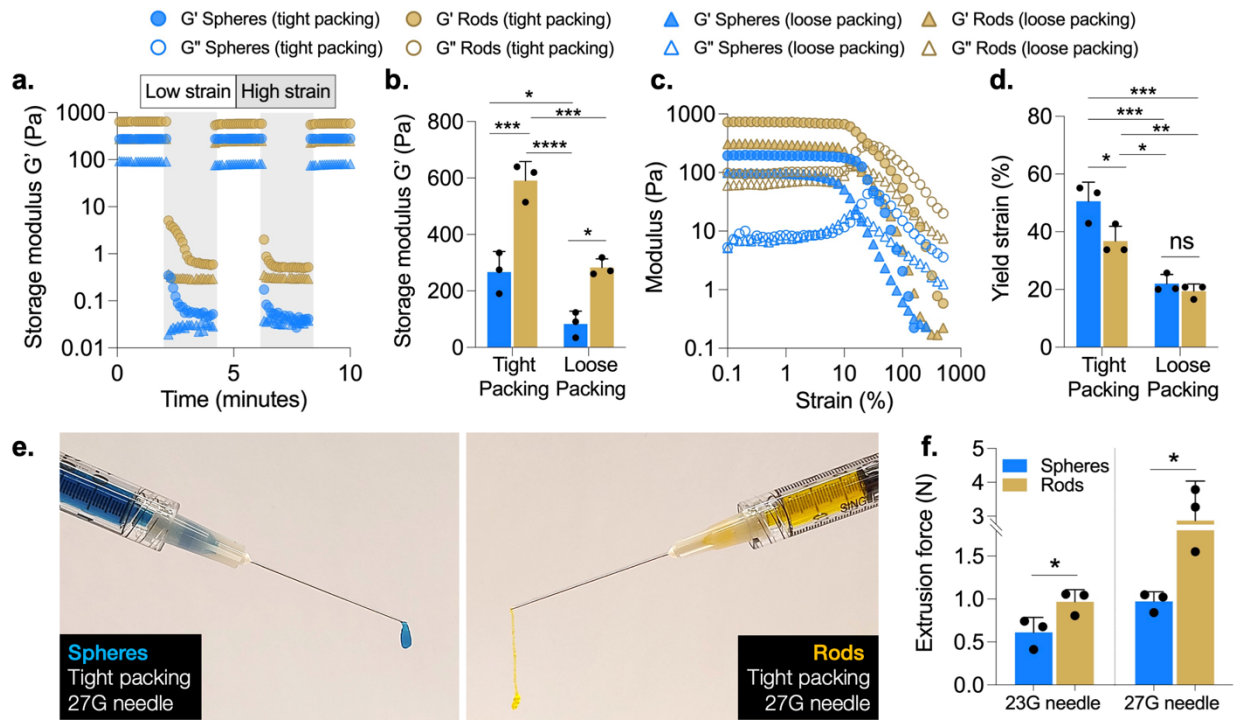 G' Spheres (tight packing)
G' Rods (tight packing)
G' Spheres (loose packing)
G' Rods (loose packing)
G" Spheres (tight packing)
G" Rods (tight packing)
G" Spheres (loose packing)
G" Rods (loose packing)
a.
Low strain
High strain
Storage modulus G' (Pa)
1000
100
10
1
0.1
0.01
0
5
10
Time (minutes)
b.
Storage modulus G' (Pa)
800
600
400
200
0
*
***
***
****
*
Tight
Packing
Loose
Packing
c.
Modulus (Pa)
1000
100
10
1
0.1
0.1
1
10
100
1000
Strain (%)
d.
Yield strain (%)
80
60
40
20
0
***
***
**
*
*
ns
Tight
Packing
Loose
Packing
e.
Spheres
Tight packing
27G needle
SING
Rods
Tight packing
27G needle
f.
Extrusion force (N)
5
4
3
1.5
1.0
0.5
0.0
Spheres
Rods
*
*
23G needle
27G needle